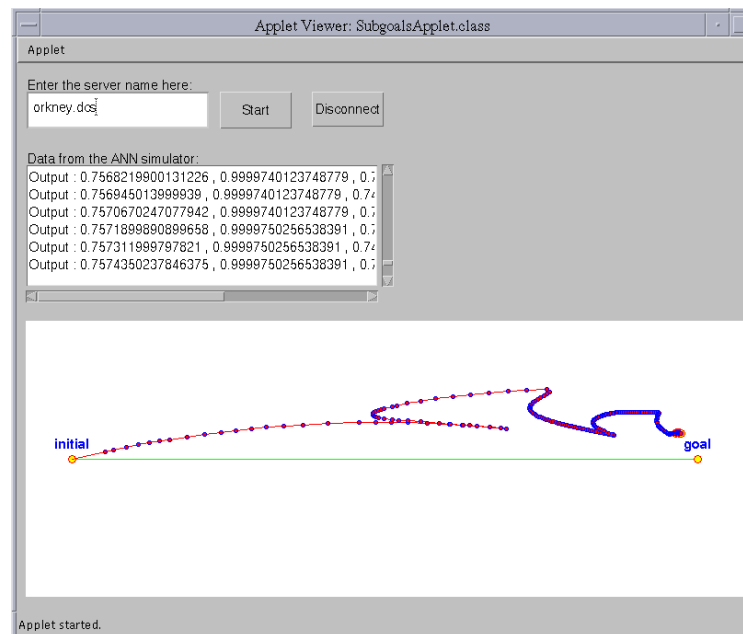 Applet Viewer: SubgoalsApplet.class
Applet
Enter the server name here:
orkney.dcs
Start
Disconnect
Data from the ANN simulator:
Output : 0.7568219900131226 , 0.9999740123748779 , 0.7
Output : 0.756945013999939 , 0.9999740123748779 , 0.74
Output : 0.7570670247077942 , 0.9999740123748779 , 0.7
Output : 0.7571899890899658 , 0.9999750256538391 , 0.7
Output : 0.757311999797821 , 0.9999750256538391 , 0.74
Output : 0.7574350237846375 , 0.9999750256538391 , 0.7
initial
goal
Applet started.